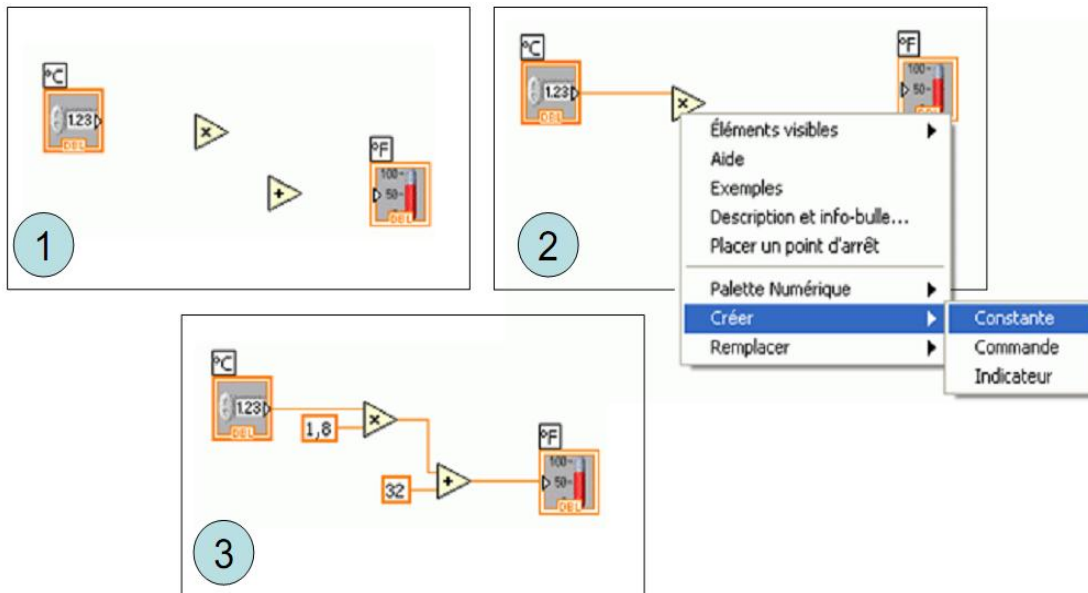 °C
1.23
DBL
×
+
°F
100-
50-
DBL
1
°C
1.23
DBL
×
°F
100-
50-
Éléments visibles
Aide
Exemples
Description et info-bulle...
Placer un point d'arrêt
Palette Numérique
Créer
Remplacer
Constante
Commande
Indicateur
2
°C
1.23
DBL
1,8
×
32
+
°F
100-
50-
DBL
3